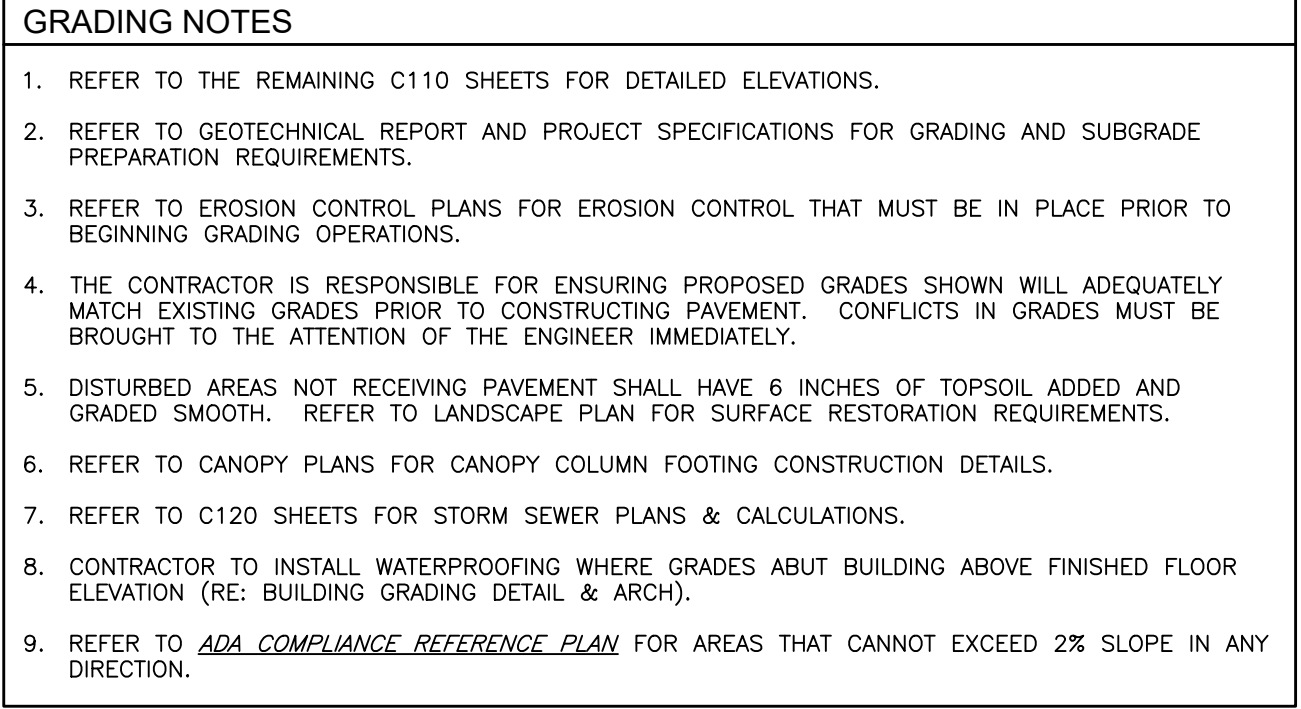 GRADING NOTES
1. REFER TO THE REMAINING C110 SHEETS FOR DETAILED ELEVATIONS.
2. REFER TO GEOTECHNICAL REPORT AND PROJECT SPECIFICATIONS FOR GRADING AND SUBGRADE
PREPARATION REQUIREMENTS.
3. REFER TO EROSION CONTROL PLANS FOR EROSION CONTROL THAT MUST BE IN PLACE PRIOR TO
BEGINNING GRADING OPERATIONS.
4. THE CONTRACTOR IS RESPONSIBLE FOR ENSURING PROPOSED GRADES SHOWN WILL ADEQUATELY
MATCH EXISTING GRADES PRIOR TO CONSTRUCTING PAVEMENT. CONFLICTS IN GRADES MUST BE
BROUGHT TO THE ATTENTION OF THE ENGINEER IMMEDIATELY.
5. DISTURBED AREAS NOT RECEIVING PAVEMENT SHALL HAVE 6 INCHES OF TOPSOIL ADDED AND
GRADED SMOOTH. REFER TO LANDSCAPE PLAN FOR SURFACE RESTORATION REQUIREMENTS.
6. REFER TO CANOPY PLANS FOR CANOPY COLUMN FOOTING CONSTRUCTION DETAILS.
7. REFER TO C120 SHEETS FOR STORM SEWER PLANS & CALCULATIONS.
8. CONTRACTOR TO INSTALL WATERPROOFING WHERE GRADES ABUT BUILDING ABOVE FINISHED FLOOR
ELEVATION (RE: BUILDING GRADING DETAIL & ARCH).
9. REFER TO ADA COMPLIANCE REFERENCE PLAN FOR AREAS THAT CANNOT EXCEED 2% SLOPE IN ANY
DIRECTION.